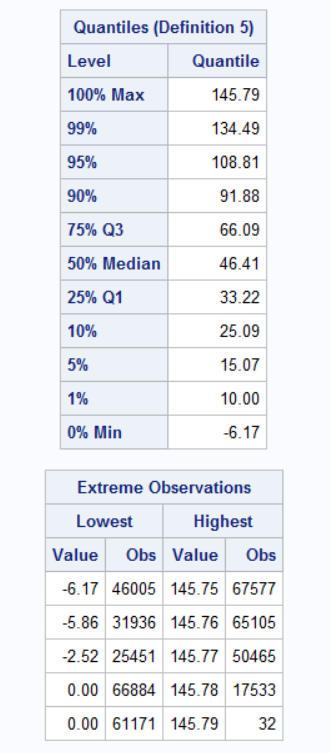 Quantiles (Definition 5)
Level Quantile
100% Max 145.79
99% 134.49
95% 108.81
90% 91.88
75% Q3 66.09
50% Median 46.41
25% Q1 33.22
10% 25.09
5% 15.07
1% 10.00
0% Min -6.17
Extreme Observations
Lowest Highest
Value Obs Value Obs
-6.17 46005 145.75 67577
-5.86 31936 145.76 65105
-2.52 25451 145.77 50465
0.00 66884 145.78 17533
0.00 61171 145.79 32